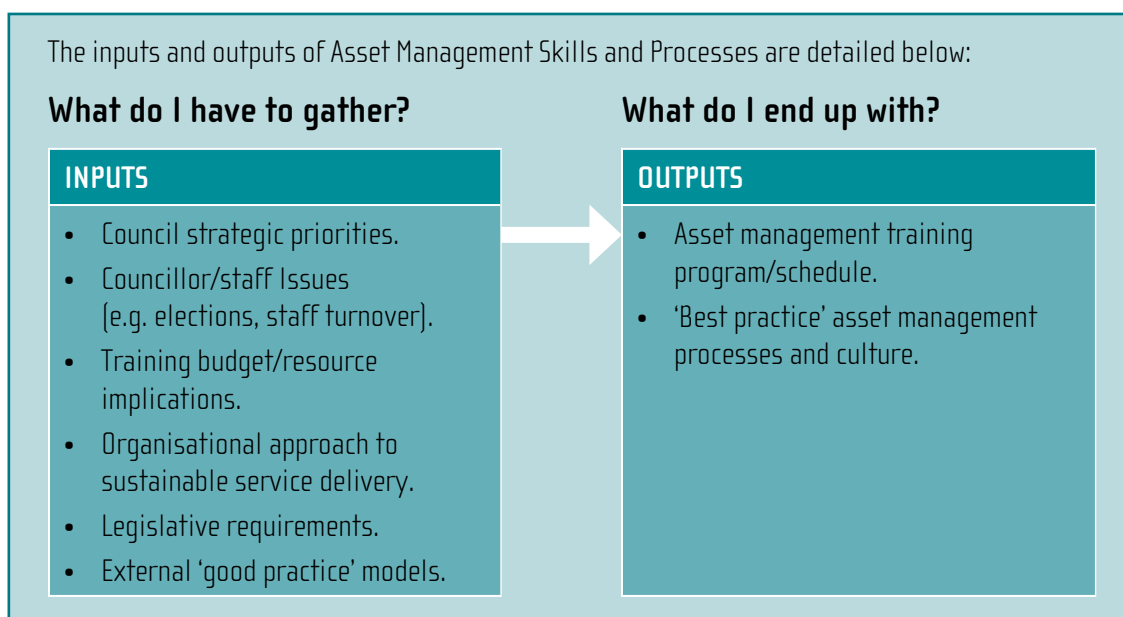 The inputs and outputs of Asset Management Skills and Processes are detailed below:
What do I have to gather?
INPUTS
• Council strategic priorities.
• Councillor/staff Issues
(e.g. elections, staff turnover).
• Training budget/resource
implications.
• Organisational approach to
sustainable service delivery.
• Legislative requirements.
• External ‘good practice’ models.
What do I end up with?
OUTPUTS
• Asset management training
program/schedule.
• ‘Best practice’ asset management
processes and culture.